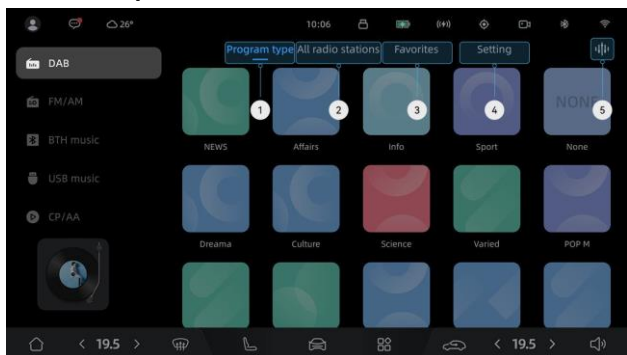 26°
10:06
Program type
All radio stations
Favorites
Setting
DAB
FM/AM
BTH music
USB music
CP/AA
1
2
3
4
5
NONE
NEWS
Affairs
Info
Sport
None
Dreama
Culture
Science
Varied
POP M
19.5
19.5